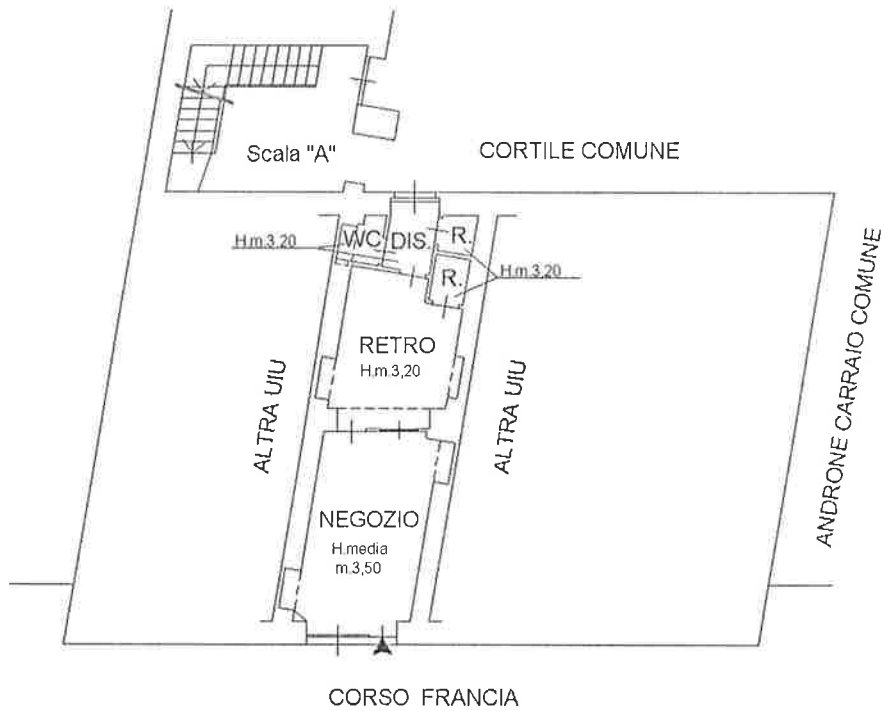 Scala "A"
CORTILE COMUNE
H.m.3,20
WC
DIS.
R.
R.
H.m.3,20
RETRO
H.m.3,20
ALTRA UIU
ALTRA UIU
ANDRONE CARRAIO COMUNE
NEGOZIO
H.media
m.3,50
CORSO FRANCIA